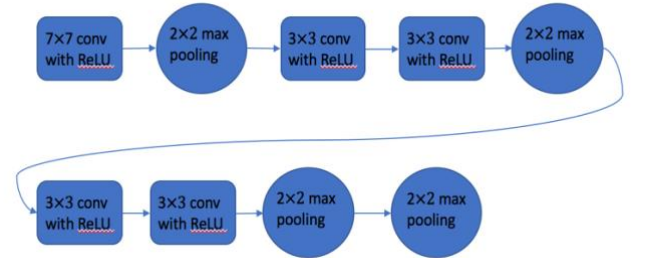 7×7 conv
with ReLU
2×2 max
pooling
3×3 conv
with ReLU
3×3 conv
with ReLU
2×2 max
pooling
3×3 conv
with ReLU
3×3 conv
with ReLU
2×2 max
pooling
2×2 max
pooling